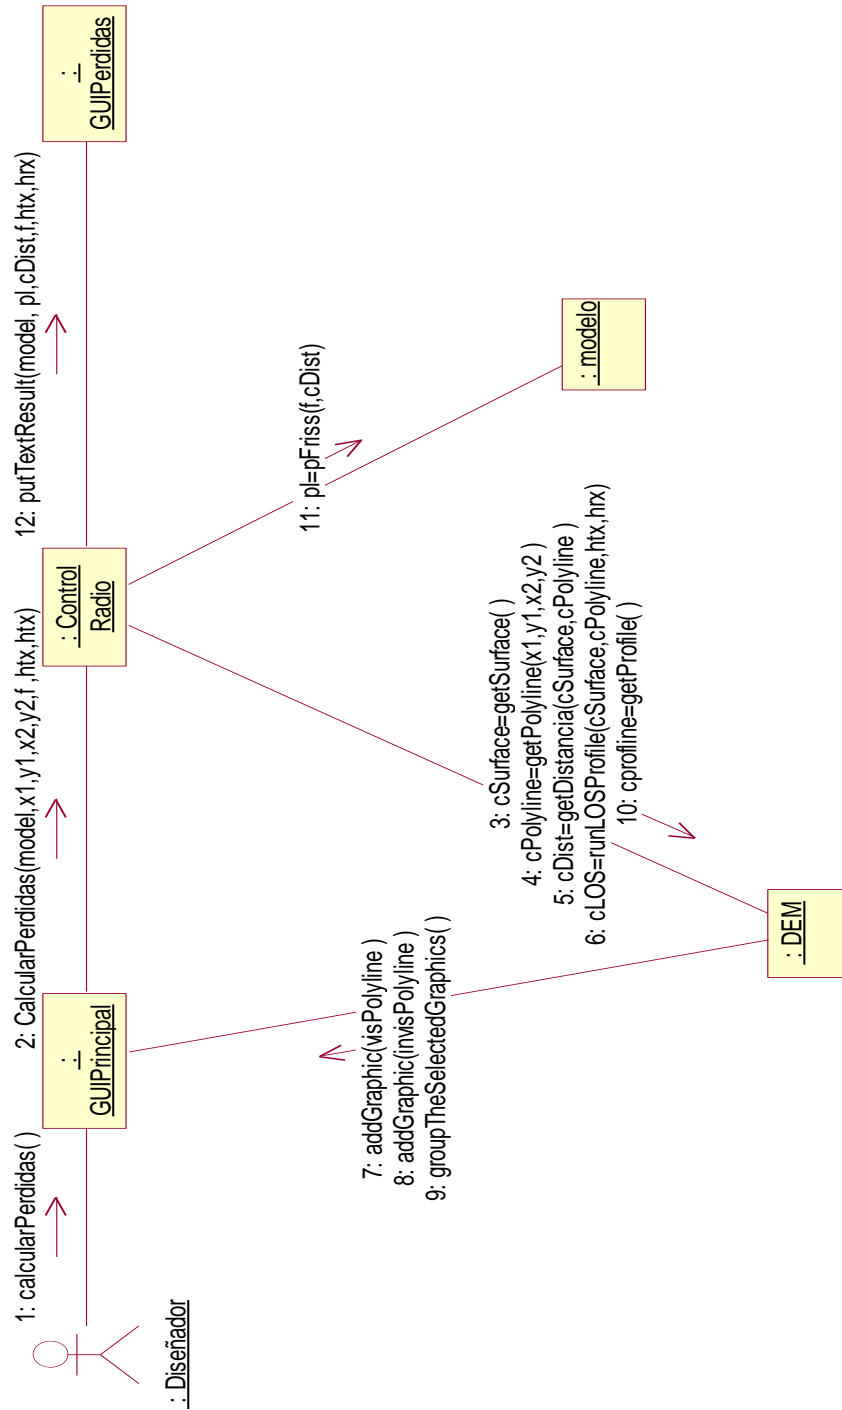 1: calcularPerdidas( )
2: CalcularPerdidas(model,x1,y1,x2,y2,f ,htx,htx)
12: putTextResult(model, pl,cDist,f,htx,hrx)
: Diseñador
:
GUIPrincipal
: Control
Radio
:
GUIPerdidas
7: addGraphic(visPolyline )
8: addGraphic(invisPolyline )
9: groupTheSelectedGraphics( )
3: cSurface=getSurface( )
4: cPolyline=getPolyline(x1,y1,x2,y2 )
5: cDist=getDistancia(cSurface,cPolyline )
6: cLOS=runLOSProfile(cSurface,cPolyline,htx,hrx)
10: cprofline=getProfile( )
11: pl=pFriss(f,cDist)
: modelo
: DEM